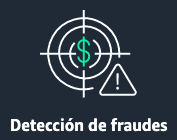 $
Detección de fraudes